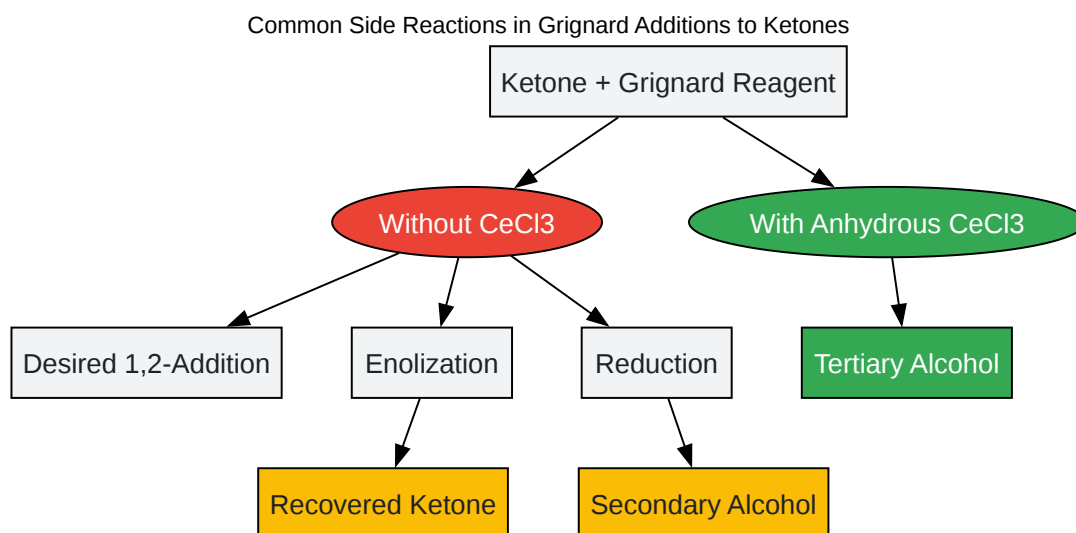 Common Side Reactions in Grignard Additions to Ketones
Ketone + Grignard Reagent
Without CeCl3
With Anhydrous CeCl3
Desired 1,2-Addition
Enolization
Reduction
Tertiary Alcohol
Recovered Ketone
Secondary Alcohol